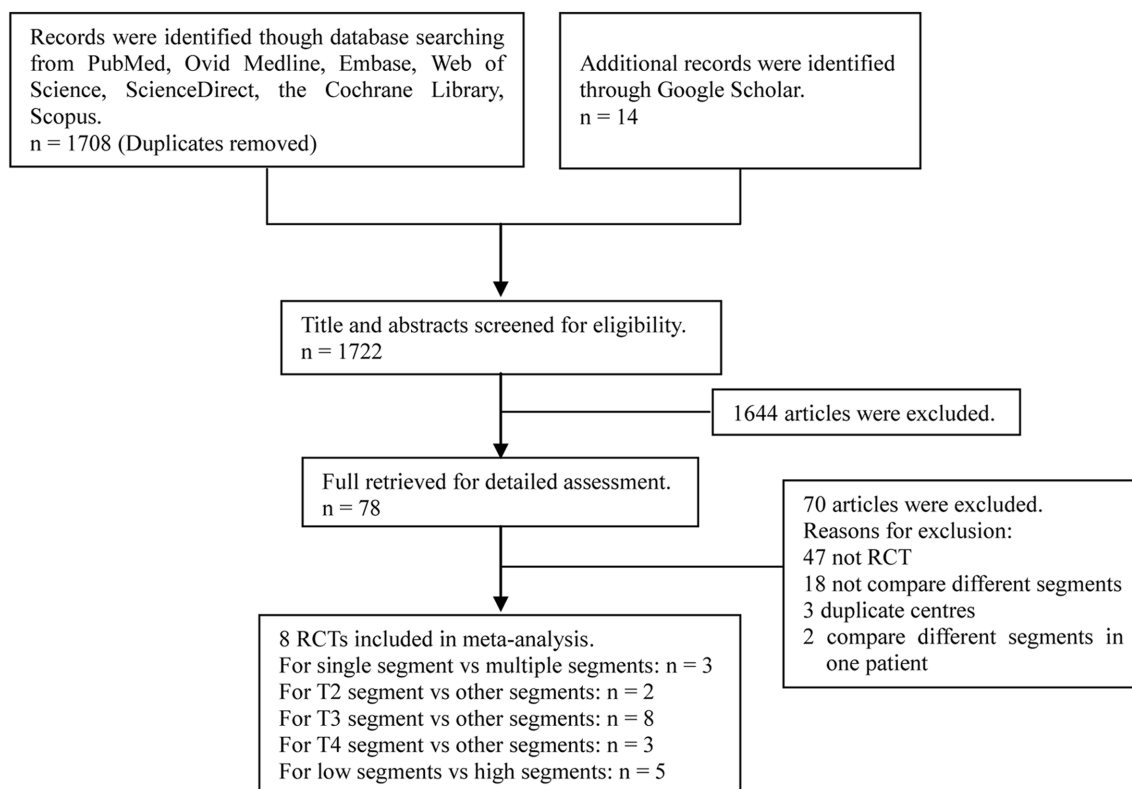 Records were identified though database searching
from PubMed, Ovid Medline, Embase, Web of
Science, ScienceDirect, the Cochrane Library,
Scopus.
n = 1708 (Duplicates removed)
Additional records were identified
through Google Scholar.
n = 14
Title and abstracts screened for eligibility.
n = 1722
1644 articles were excluded.
Full retrieved for detailed assessment.
n = 78
70 articles were excluded.
Reasons for exclusion:
47 not RCT
18 not compare different segments
3 duplicate centres
2 compare different segments in
one patient
8 RCTs included in meta-analysis.
For single segment vs multiple segments: n = 3
For T2 segment vs other segments: n = 2
For T3 segment vs other segments: n = 8
For T4 segment vs other segments: n = 3
For low segments vs high segments: n = 5